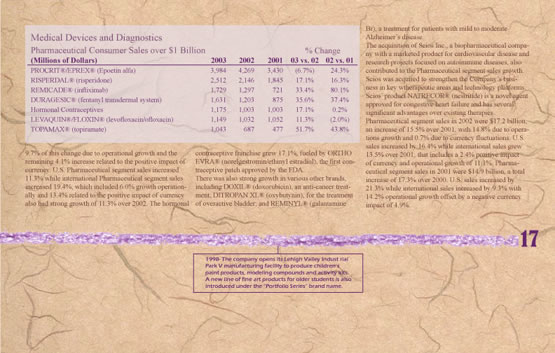 Medical Devices and Diagnostics
Pharmaceutical Consumer Sales over $1 Billion
% Change
(Millions of Dollars) 2003 2002 2001 03 vs. 02 02 vs. 01
PROCRIT®/EPREX® (Epoetin alfa) 3,984 4,269 3,430 (6.7%) 24.3%
RISPERDAL® (risperidone) 2,512 2,146 1,845 17.1% 16.3%
REMICADE® (infliximab) 1,729 1,297 721 33.4% 80.1%
DURAGESIC® (fentanyl transdermal system) 1,631 1,203 875 35.6% 37.4%
Hormonal Contraceptives 1,175 1,003 1,003 17.1% 0.2%
LEVAQUIN®/FLOXIN® (levofloxacin/ofloxacin) 1,149 1,032 1,052 11.3% (2.0%)
TOPAMAX® (topiramate) 1,043 687 477 51.7% 43.8%
of this change due to operational growth and the
remaining 4.1% increase related to the positive impact of
currency. U.S. Pharmaceutical segment sales increased
11.3% while international Pharmaceutical segment sales
increased 19.4%, which included 6.0% growth operation-
ally and 13.4% related to the positive impact of currency
also had strong growth of 11.3% over 2002. The hormonal
contraceptive franchise grew 17.1%, fueled by ORTHO
EVRA® (norelgestromin/ethinyl estradiol), the first con-
traceptive patch approved by the FDA.
There was also strong growth in various other brands,
including DOXIL® (doxorubicin), an anti-cancer treat-
ment, DITROPAN XL® (oxybutynin), for the treatment
of overactive bladder, and REMINYL® (galantamine
Br), a treatment for patients with mild to moderate
Alzheimer's disease.
The acquisition of Scios Inc., a biopharmaceutical compa-
ny with a marketed product for cardiovascular disease and
research projects focused on autoimmune diseases, also
contributed to the Pharmaceutical segment sales growth.
Scios was acquired to strengthen the Company's busi-
ness in key therapeutic areas and technology platforms.
Scios' product NATRECOR® (nesiritide) is a novel agent
approved for congestive heart failure and has several
significant advantages over existing therapies.
Pharmaceutical segment sales in 2002 were $17.2 billion,
an increase of 15.5% over 2001, with 14.8% due to opera-
tions and 0.7% due to currency fluctuations. U.S.
sales increased by 16.4% while international sales grew
13.5% over 2001, that includes a 2.4% positive impact
of currency and operational growth of 11.1%. Pharma-
ceutical segment sales in 2001 were $14.9 billion, a total
increase of 17.3% over 2000. U.S. sales increased by
21.3% while international sales increased by 9.3% with
14.2% operational growth offset by a negative currency
impact of 4.9%.
17
1998- The company opens its Lehigh Valley Industrial
Park V manufacturing facility to produce children's
paint products, modeling compounds and activity kits.
A new line of fine art products for older students is also
introduced under the "Portfolio Series" brand name.